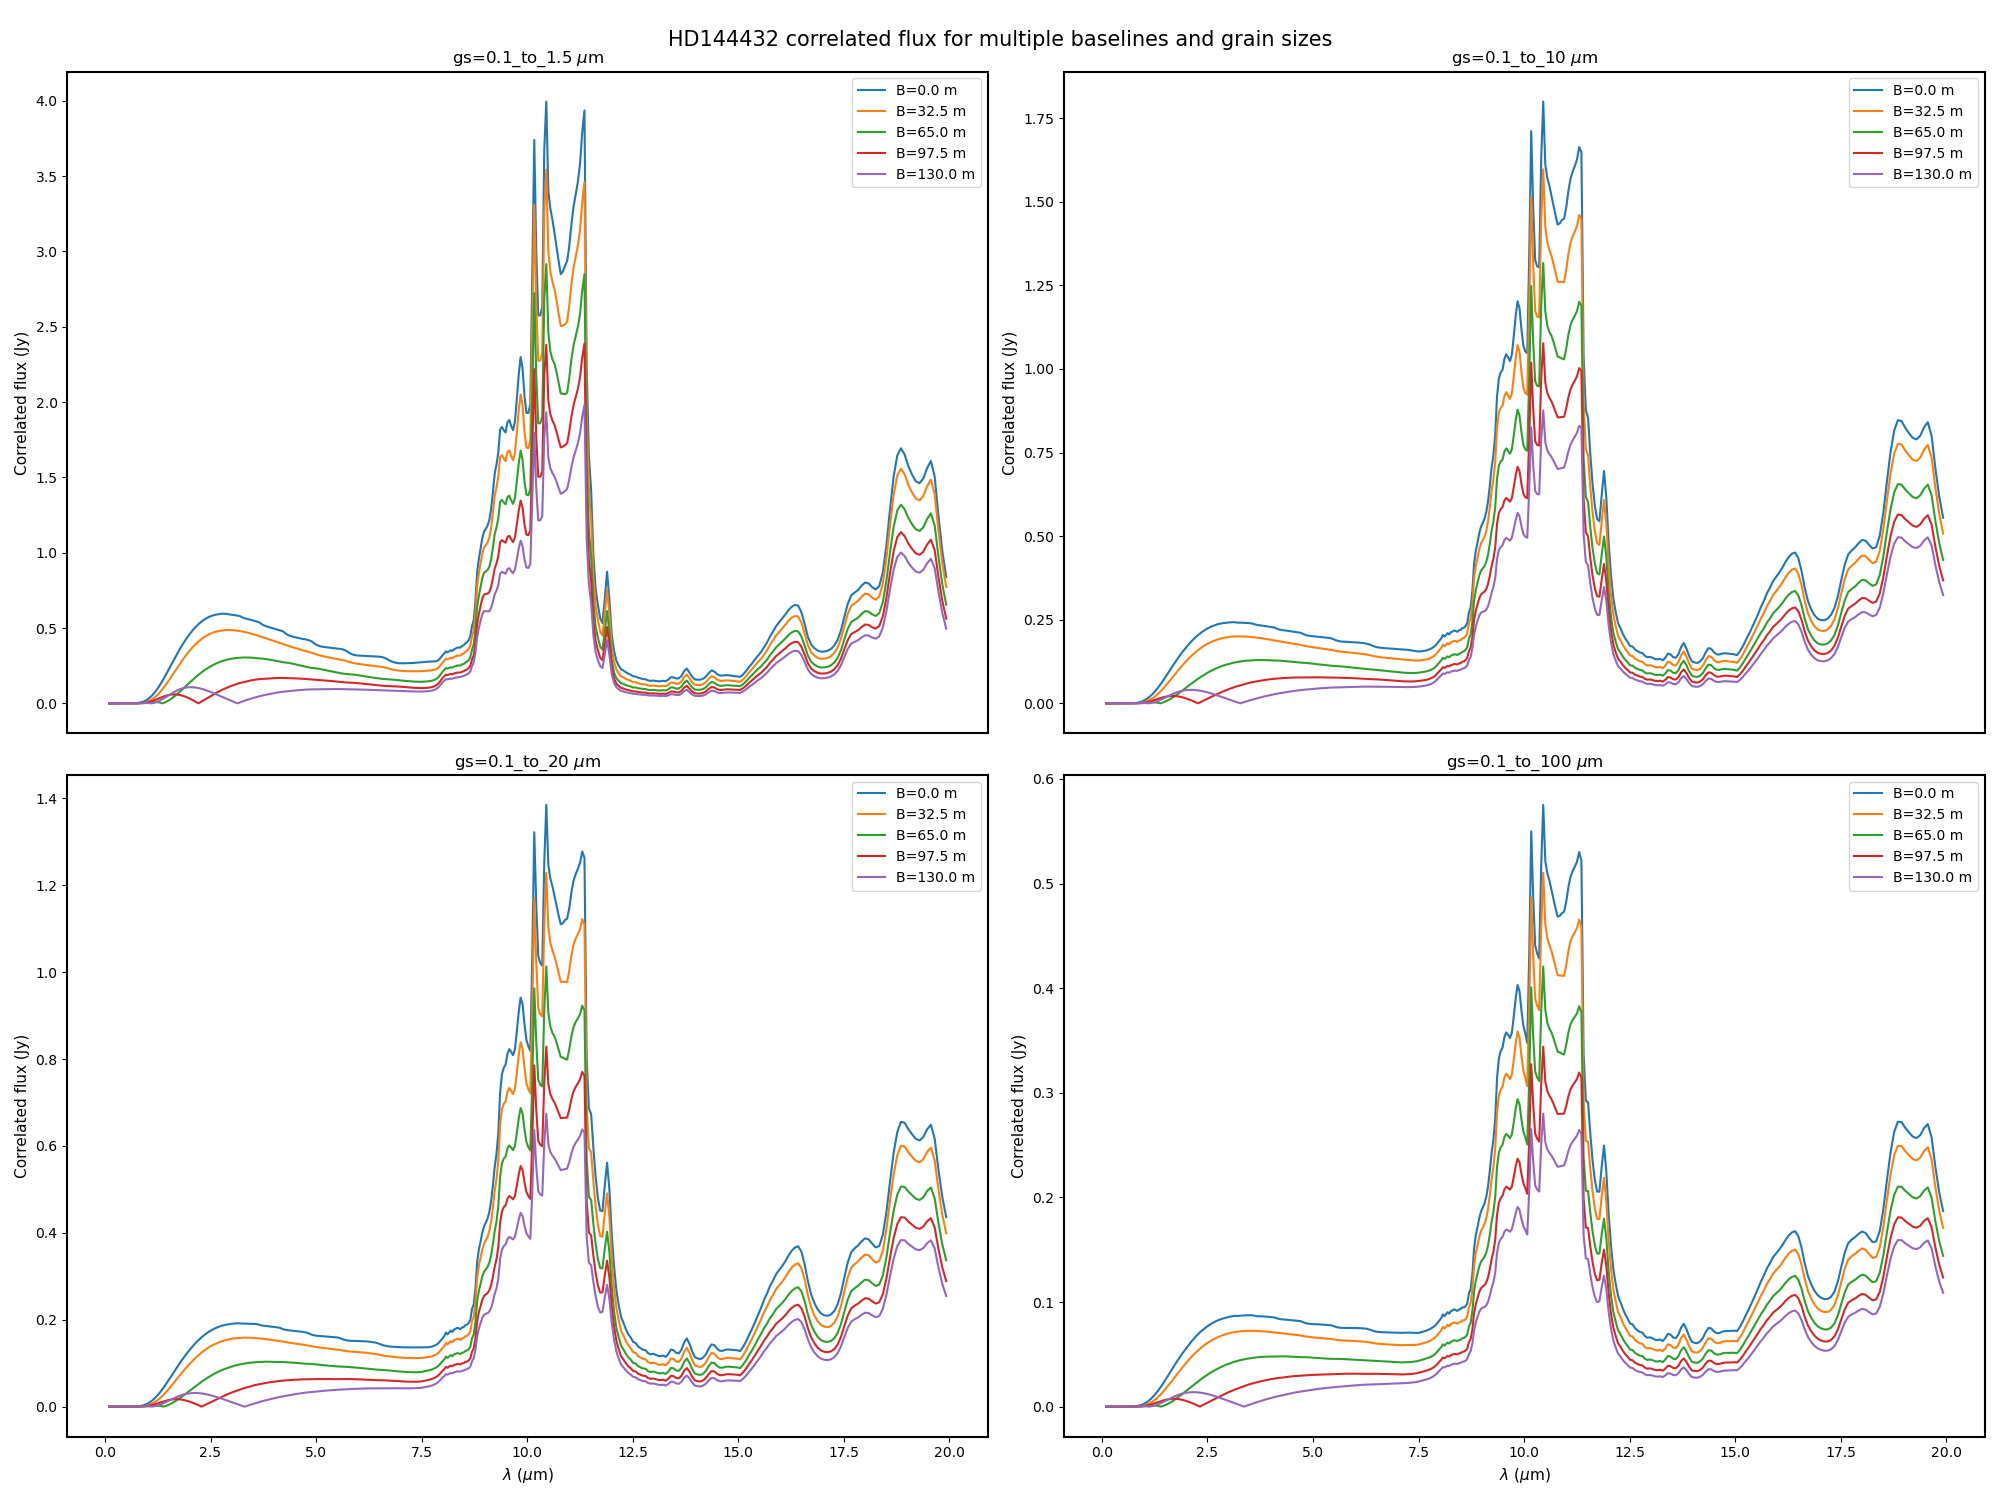 HD144432 correlated flux for multiple baselines and grain sizes
gs=0.1_to_1.5 μm
Correlated flux (Jy)
4.0
3.5
3.0
2.5
2.0
1.5
1.0
0.5
0.0
B=0.0 m
B=32.5 m
B=65.0 m
B=97.5 m
B=130.0 m
gs=0.1_to_10 μm
Correlated flux (Jy)
1.75
1.50
1.25
1.00
0.75
0.50
0.25
0.00
B=0.0 m
B=32.5 m
B=65.0 m
B=97.5 m
B=130.0 m
gs=0.1_to_20 μm
Correlated flux (Jy)
1.4
1.2
1.0
0.8
0.6
0.4
0.2
0.0
B=0.0 m
B=32.5 m
B=65.0 m
B=97.5 m
B=130.0 m
0.0 2.5 5.0 7.5 10.0 12.5 15.0 17.5 20.0
λ (μm)
gs=0.1_to_100 μm
Correlated flux (Jy)
0.6
0.5
0.4
0.3
0.2
0.1
0.0
B=0.0 m
B=32.5 m
B=65.0 m
B=97.5 m
B=130.0 m
0.0 2.5 5.0 7.5 10.0 12.5 15.0 17.5 20.0
λ (μm)